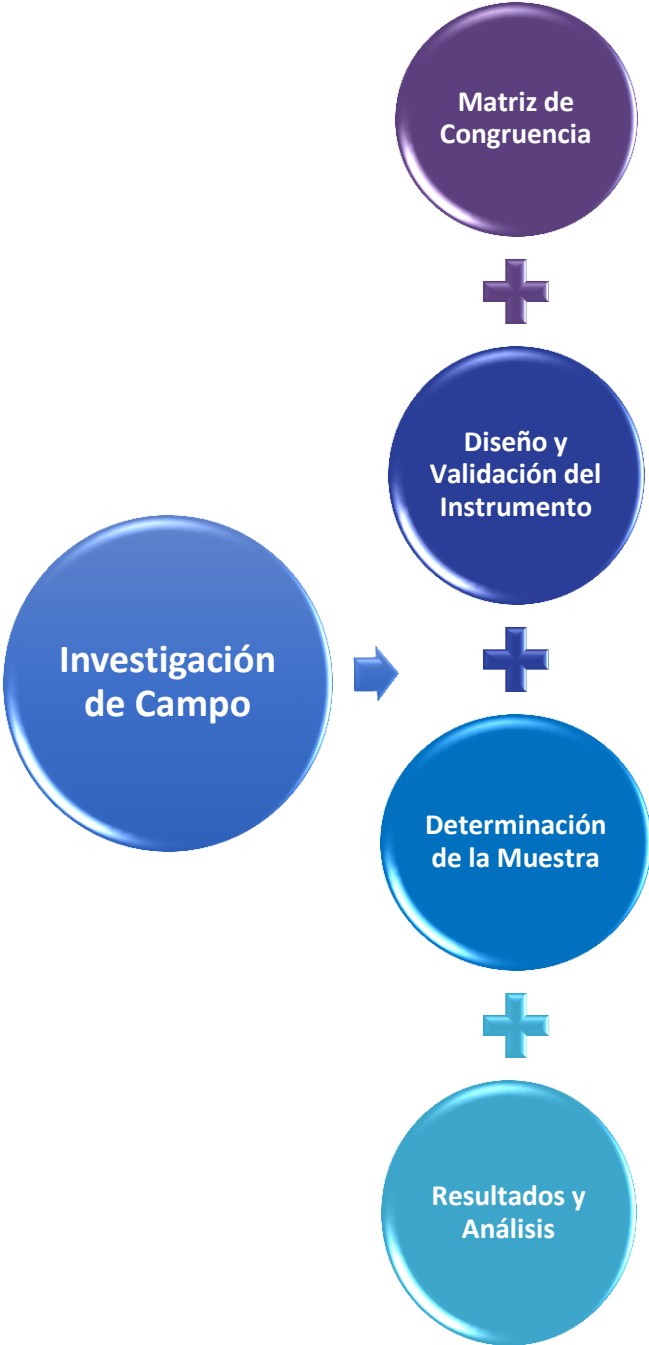 Matriz de
Congruencia
Diseño y
Validación del
Instrumento
Investigación
de Campo
Determinación
de la Muestra
Resultados y
Análisis